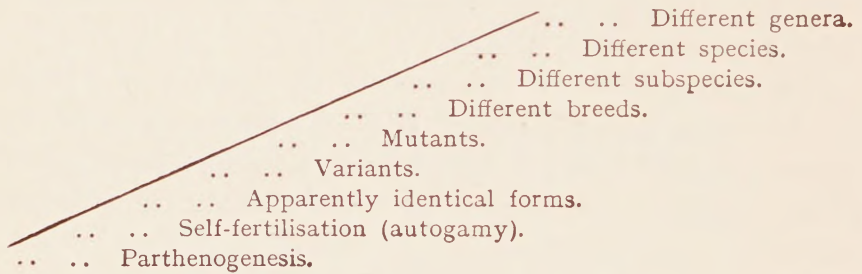 .. .. Different genera.
.. .. Different species.
.. .. Different subspecies.
.. .. Different breeds.
.. .. Mutants.
.. .. Variants.
.. .. Apparently identical forms.
.. .. Self-fertilisation (autogamy).
.. .. Parthenogenesis.